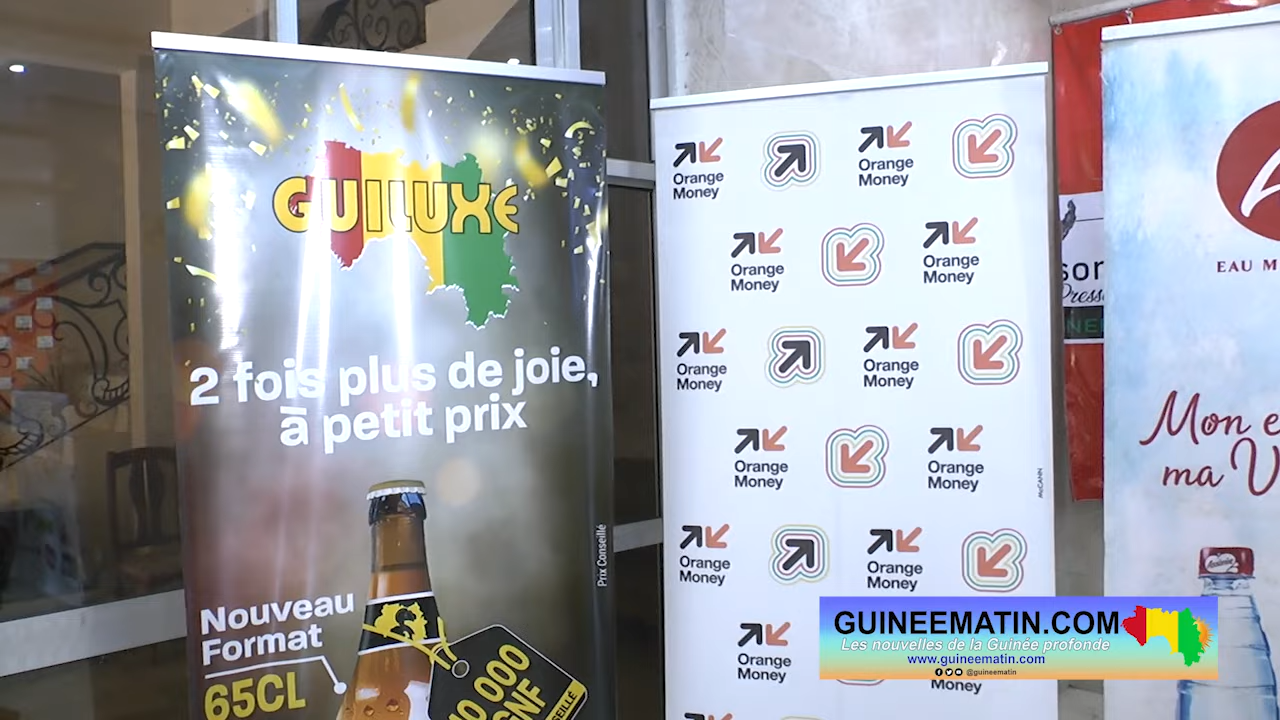 GUILUXE
2 fois plus de joie,
à petit prix
Prix Conseillé
Nouveau
Format
65CL
10 000
GNF
Orange
Money
Orange
Money
Orange
Money
Orange
Money
Orange
Money
Orange
Money
Orange
Money
Orange
Money
Orange
Money
Orange
Money
Orange
Money
Money
McCANN
EAU M
Mon e
ma V
GUINEEMATIN.COM
Les nouvelles de la Guinée profonde
www.guineematin.com
@guineematin